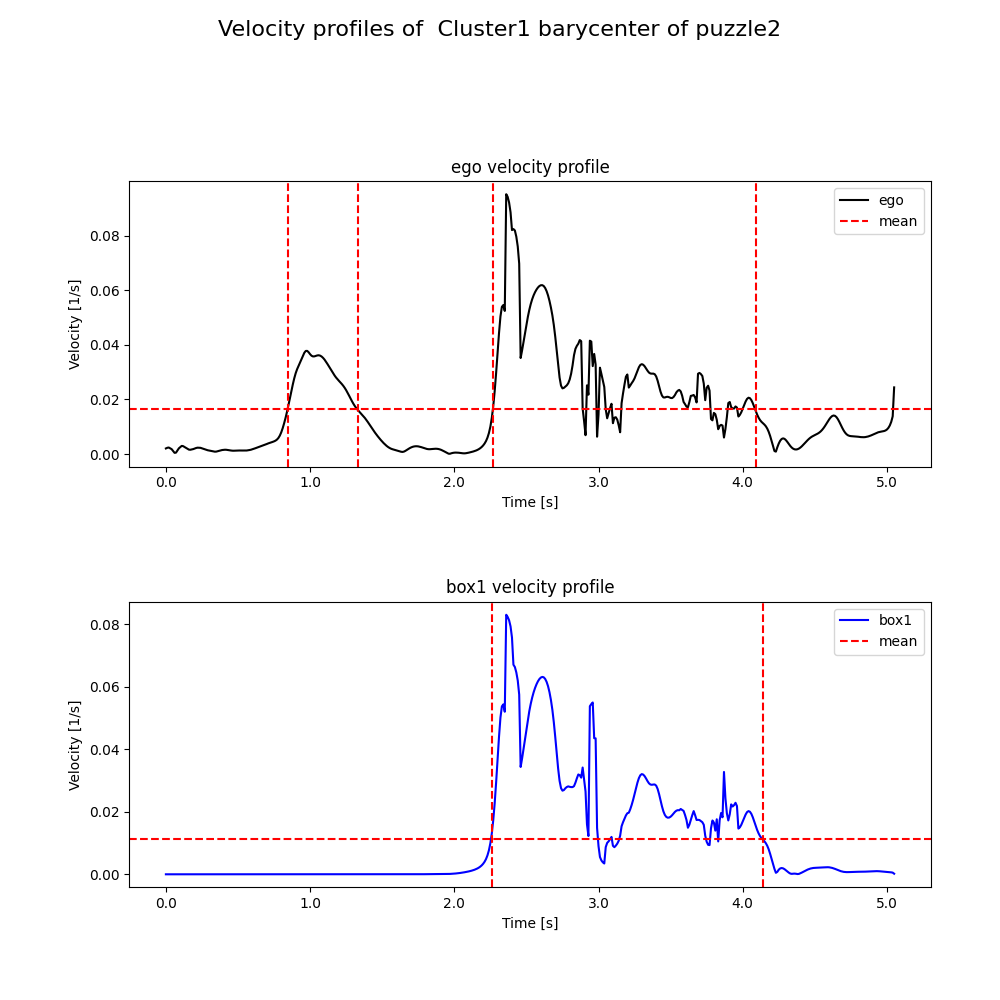 Velocity profiles of  Cluster1 barycenter of puzzle2
ego velocity profile
ego
mean
0.08
0.06
0.04
0.02
0.00
Velocity [1/s]
0.0 1.0 2.0 3.0 4.0 5.0
Time [s]
box1 velocity profile
box1
mean
0.08
0.06
0.04
0.02
0.00
Velocity [1/s]
0.0 1.0 2.0 3.0 4.0 5.0
Time [s]